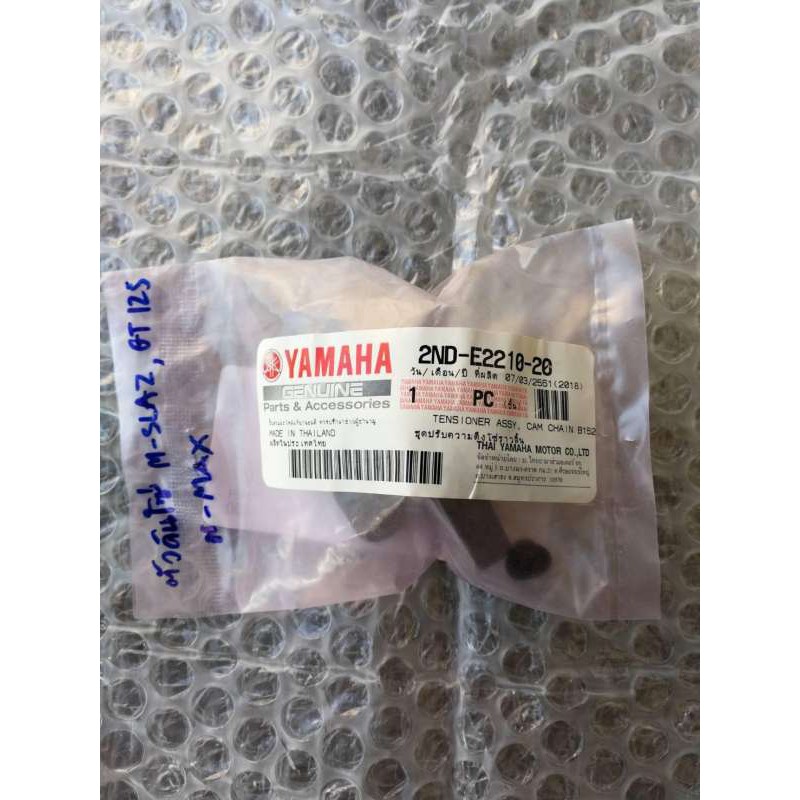 ตัวดันโซ่ M-SLAZ, GT125
N-MAX
YAMAHA
GENUINE
Parts & Accessories
MADE IN THAILAND
ผลิตในประเทศไทย
2ND-E2210-20
วัน/เดือน/ปี ที่ผลิต 07/03/2561(2018)
1 PC (ชิ้น)
TENSIONER ASSY, CAM CHAIN B152
ชุดปรับความตึงโซ่ราวลิ้น
THAI YAMAHA MOTOR CO.,LTD